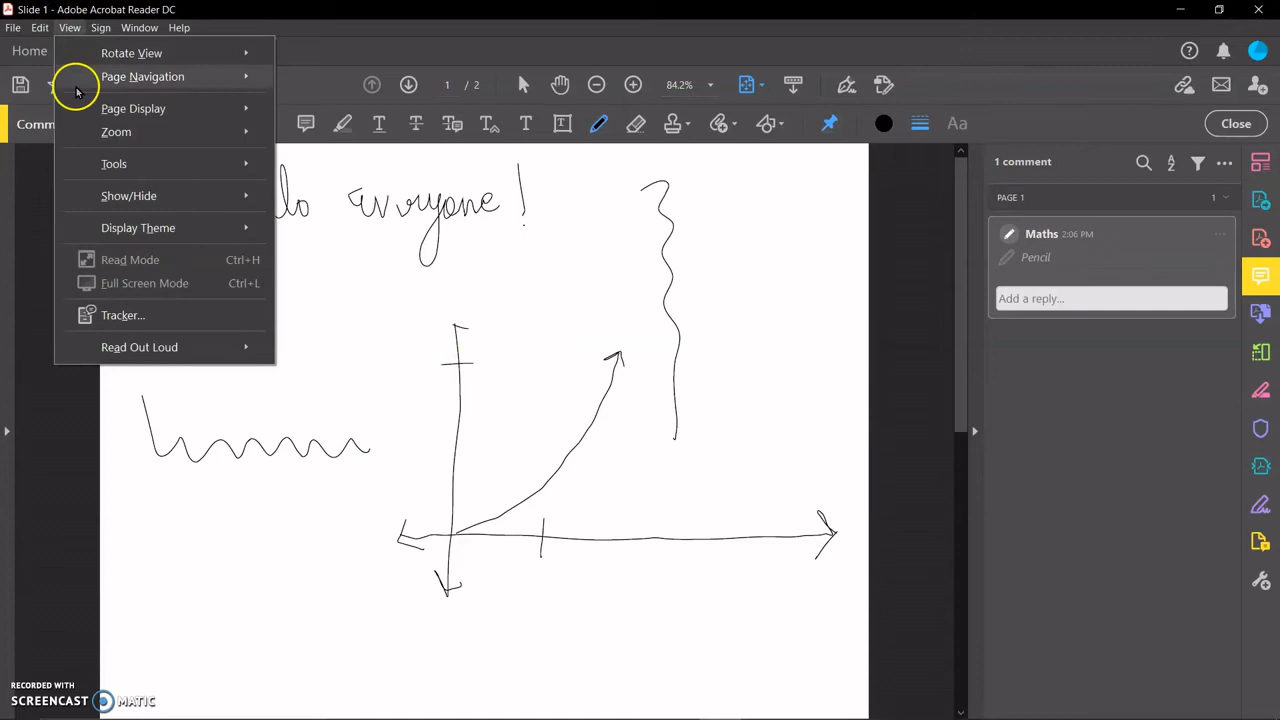 Slide 1 - Adobe Acrobat Reader DC
File Edit View Sign Window Help
Home
1 / 2 84.2%
Comm Close
Rotate View
Page Navigation
Page Display
Zoom
Tools
Show/Hide
Display Theme
Read Mode Ctrl+H
Full Screen Mode Ctrl+L
Tracker...
Read Out Loud
lo everyone!
1 comment
PAGE 1 1
Maths 2:06 PM
Pencil
Add a reply...
RECORDED WITH
SCREENCAST MATIC